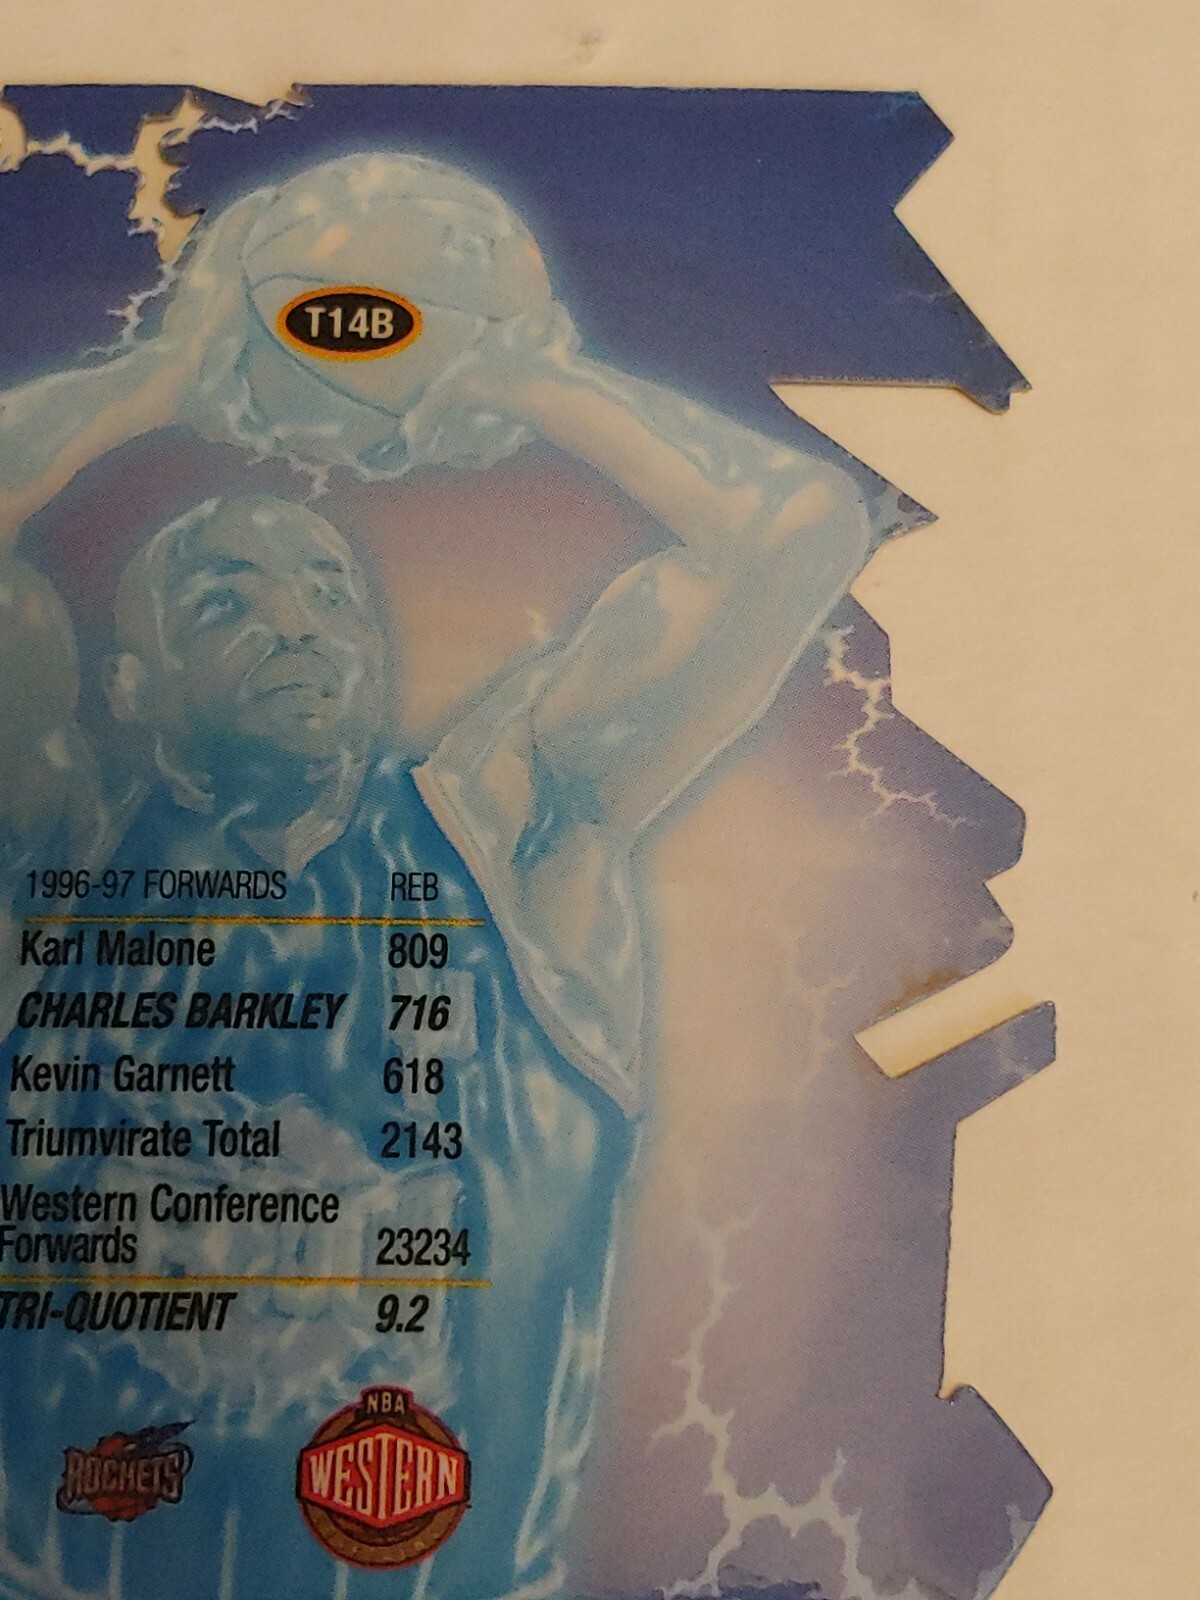 T14B
1996-97 FORWARDS REB
Karl Malone 809
CHARLES BARKLEY 716
Kevin Garnett 618
Triumvirate Total 2143
Western Conference
Forwards 23234
TRI-QUOTIENT 9.2
NBA
ROCKETS WESTERN